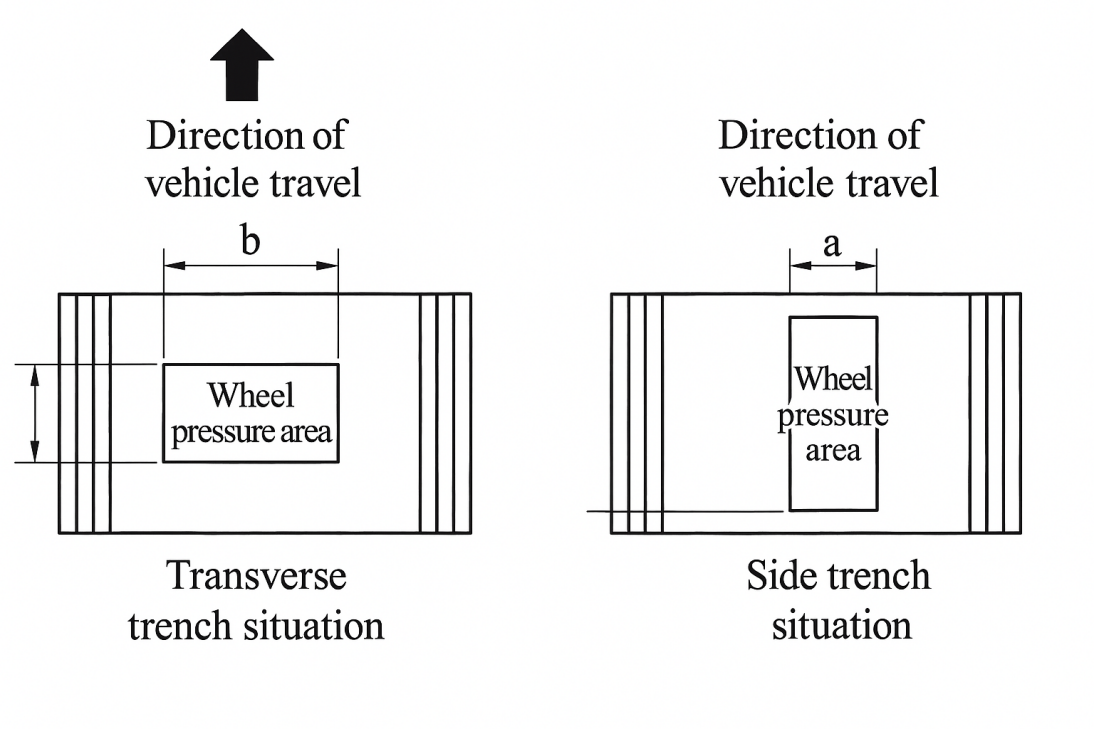 Direction of
vehicle travel
b
Wheel
pressure area
Transverse
trench situation
Direction of
vehicle travel
a
Wheel
pressure
area
Side trench
situation